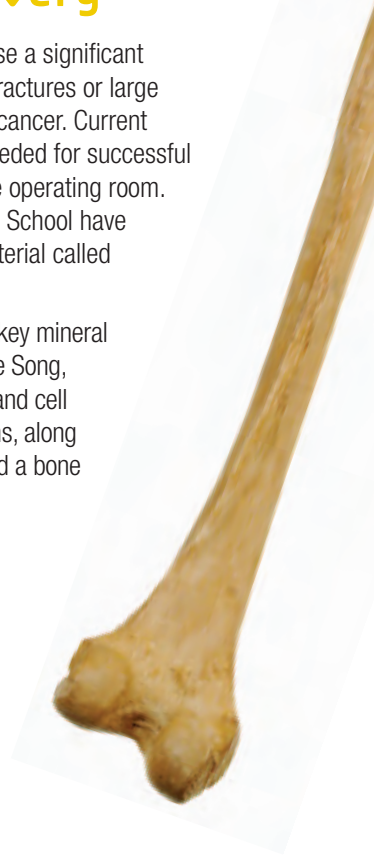 se a significant
ractures or large
cancer. Current
eded for successful
e operating room.
School have
terial called
key mineral
e Song,
and cell
ns, along
d a bone